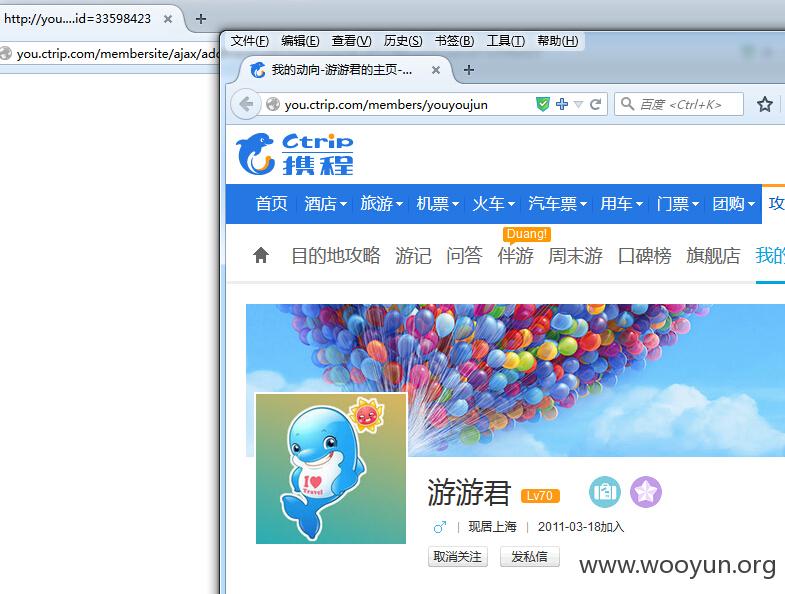 http://you....id=33598423
you.ctrip.com/membersite/ajax/add
文件(F) 编辑(E) 查看(V) 历史(S) 书签(B) 工具(T) 帮助(H)
我的动向-游游君的主页-...
you.ctrip.com/members/youyoujun
百度 <Ctrl+K>
Ctrip
携程
首页 酒店 旅游 机票 火车 汽车票 用车 门票 团购 攻
Duang!
目的地攻略 游记 问答 伴游 周末游 口碑榜 旗舰店 我的
I
Travel
游游君 Lv70
♂ | 现居上海 | 2011-03-18加入
取消关注 发私信
www.wooyun.org